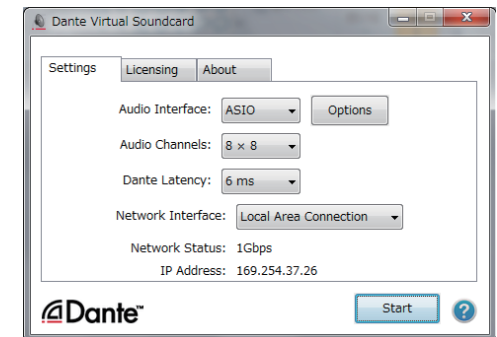 Dante Virtual Soundcard
Settings Licensing About
Audio Interface: ASIO Options
Audio Channels: 8 × 8
Dante Latency: 6 ms
Network Interface: Local Area Connection
Network Status: 1Gbps
IP Address: 169.254.37.26
Dante™ Start ?